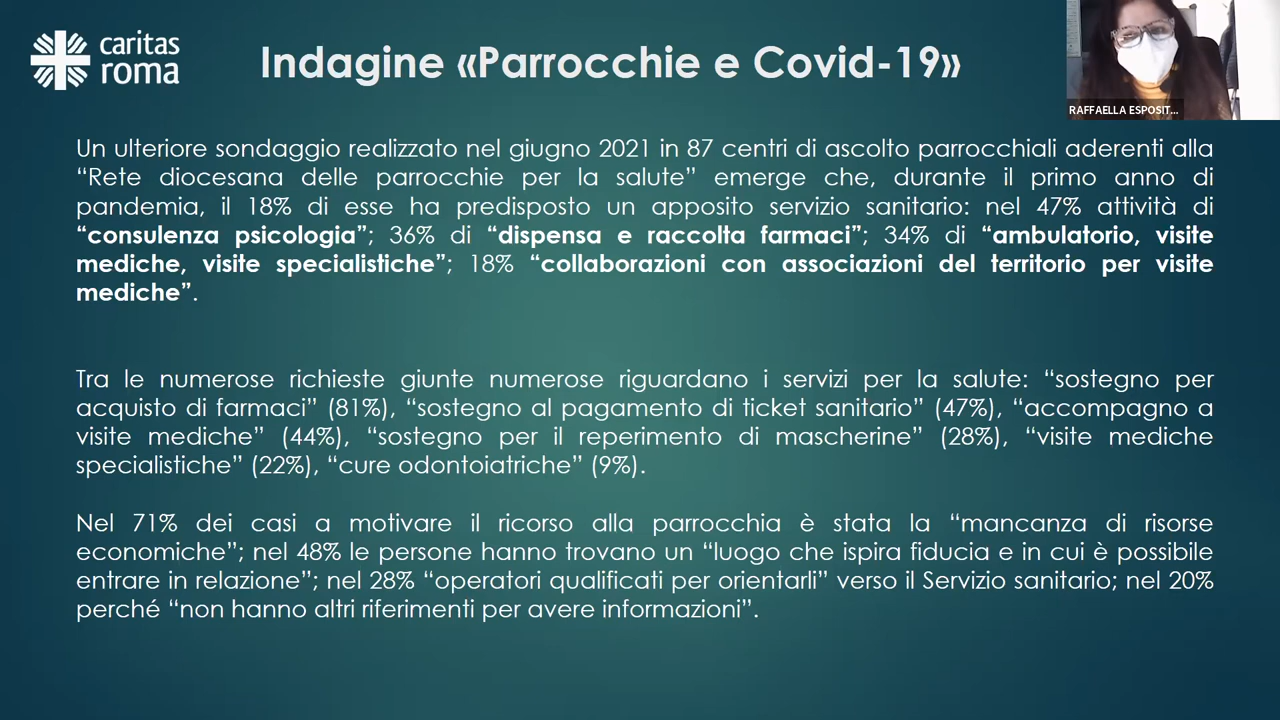 caritas
roma
Indagine «Parrocchie e Covid-19»
RAFFAELLA ESPOSIT...
Un ulteriore sondaggio realizzato nel giugno 2021 in 87 centri di ascolto parrocchiali aderenti alla
“Rete diocesana delle parrocchie per la salute” emerge che, durante il primo anno di
pandemia, il 18% di esse ha predisposto un apposito servizio sanitario: nel 47% attività di
“consulenza psicologia”; 36% di “dispensa e raccolta farmaci”; 34% di “ambulatorio, visite
mediche, visite specialistiche”; 18% “collaborazioni con associazioni del territorio per visite
mediche”.
Tra le numerose richieste giunte numerose riguardano i servizi per la salute: “sostegno per
acquisto di farmaci” (81%), “sostegno al pagamento di ticket sanitario” (47%), “accompagno a
visite mediche” (44%), “sostegno per il reperimento di mascherine” (28%), “visite mediche
specialistiche” (22%), “cure odontoiatriche” (9%).
Nel 71% dei casi a motivare il ricorso alla parrocchia è stata la “mancanza di risorse
economiche”; nel 48% le persone hanno trovano un “luogo che ispira fiducia e in cui è possibile
entrare in relazione”; nel 28% “operatori qualificati per orientarli” verso il Servizio sanitario; nel 20%
perché “non hanno altri riferimenti per avere informazioni”.